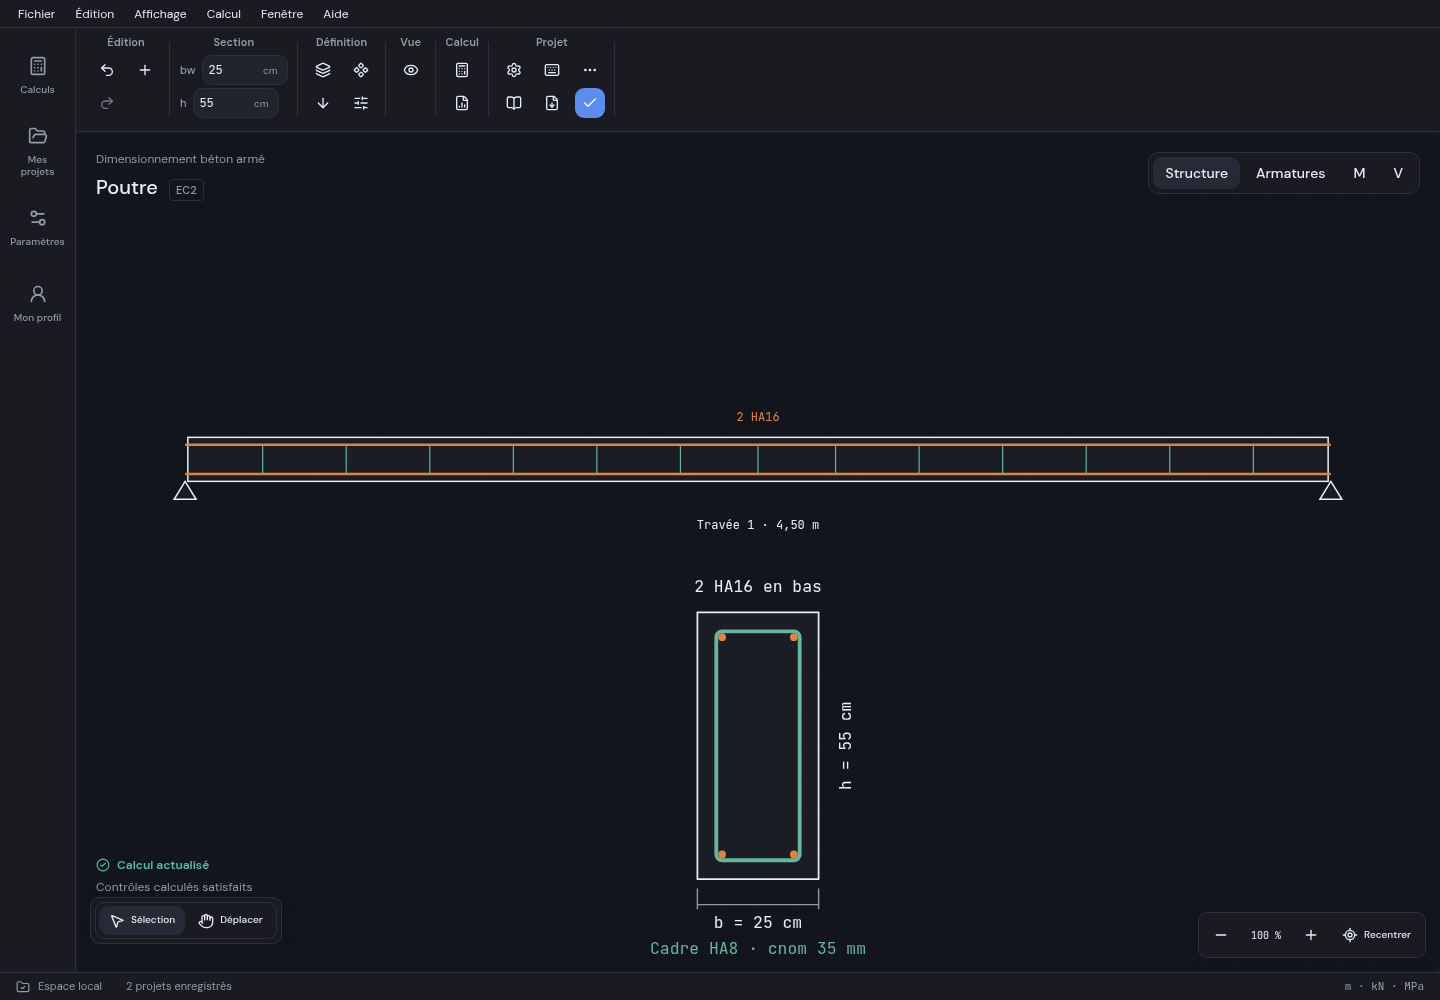 Fichier Édition Affichage Calcul Fenêtre Aide
Édition Section Définition Vue Calcul Projet
bw 25 cm
h 55 cm
Calculs
Mes
projets
Paramètres
Mon profil
Dimensionnement béton armé
Poutre EC2
Structure Armatures M V
2 HA16
Travée 1 · 4,50 m
2 HA16 en bas
h = 55 cm
b = 25 cm
Cadre HA8 · cnom 35 mm
Calcul actualisé
Contrôles calculés satisfaits
Sélection Déplacer
100 % Recentrer
Espace local 2 projets enregistrés m · kN · MPa